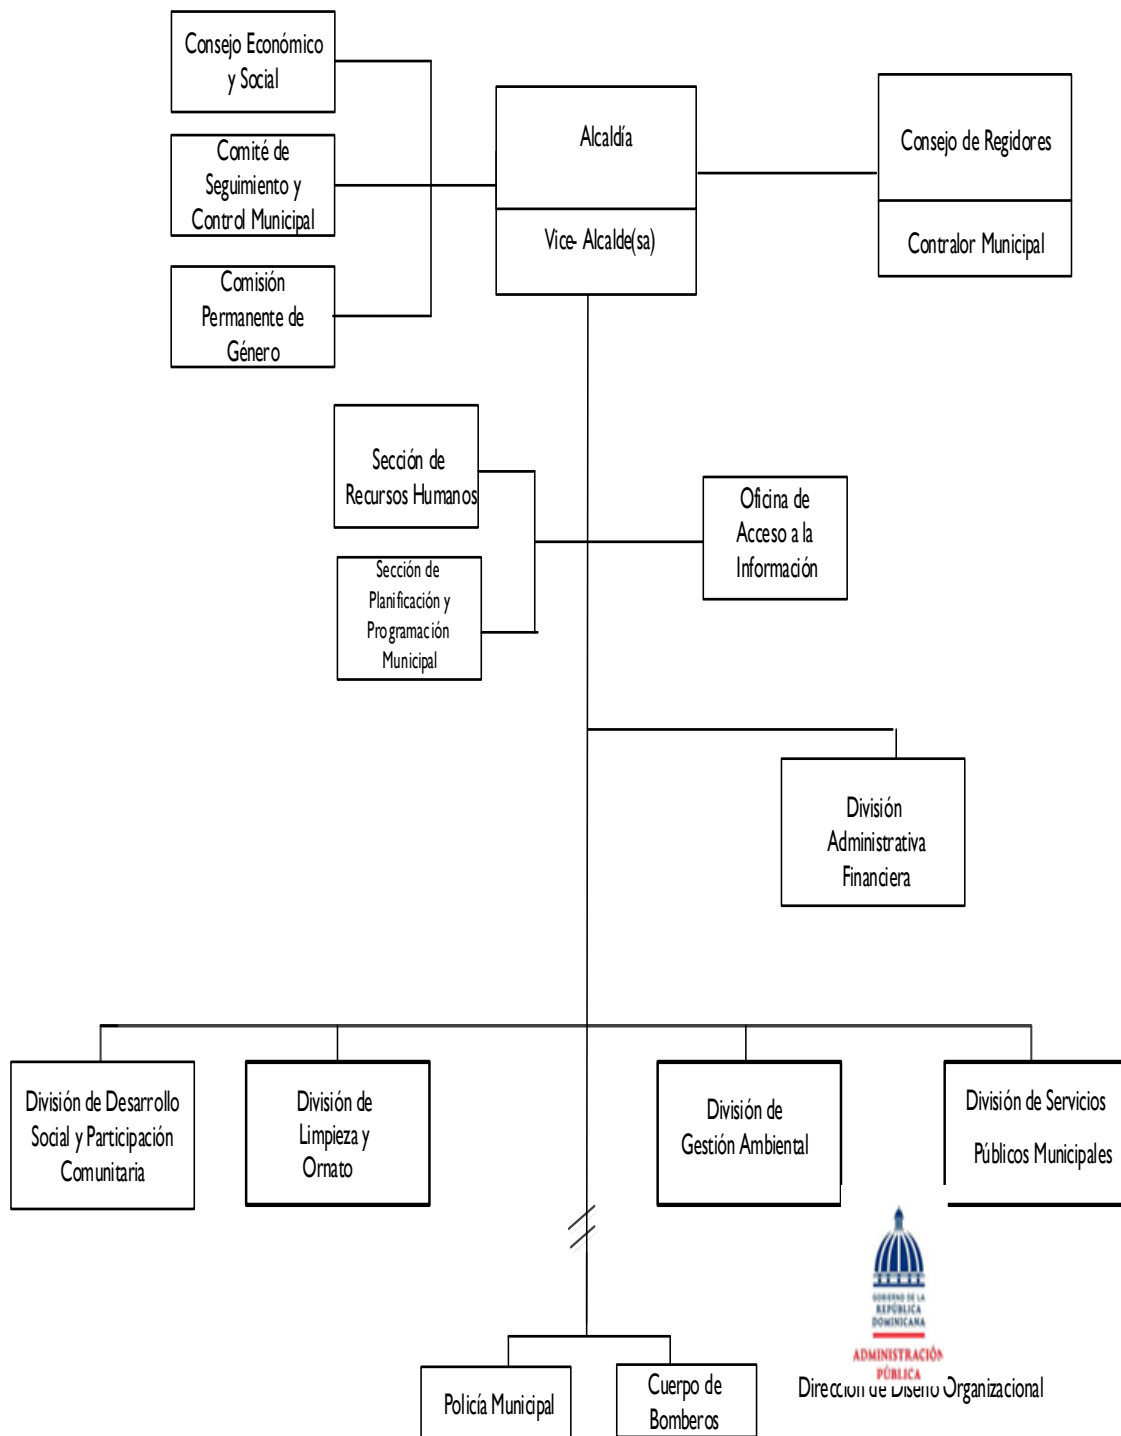 Consejo Económico
y Social
Comité de
Seguimiento y
Control Municipal
Comisión
Permanente de
Género
Alcaldía
Vice- Alcalde(sa)
Consejo de Regidores
Contralor Municipal
Sección de
Recursos Humanos
Sección de
Planificación y
Programación
Municipal
Oficina de
Acceso a la
Información
División
Administrativa
Financiera
División de Desarrollo
Social y Participación
Comunitaria
División de
Limpieza y
Ornato
División de
Gestión Ambiental
División de Servicios
Públicos Municipales
Policía Municipal
Cuerpo de
Bomberos
GOBIERNO DE LA
REPÚBLICA
DOMINICANA
ADMINISTRACIÓN
PÚBLICA
Dirección de Diseño Organizacional